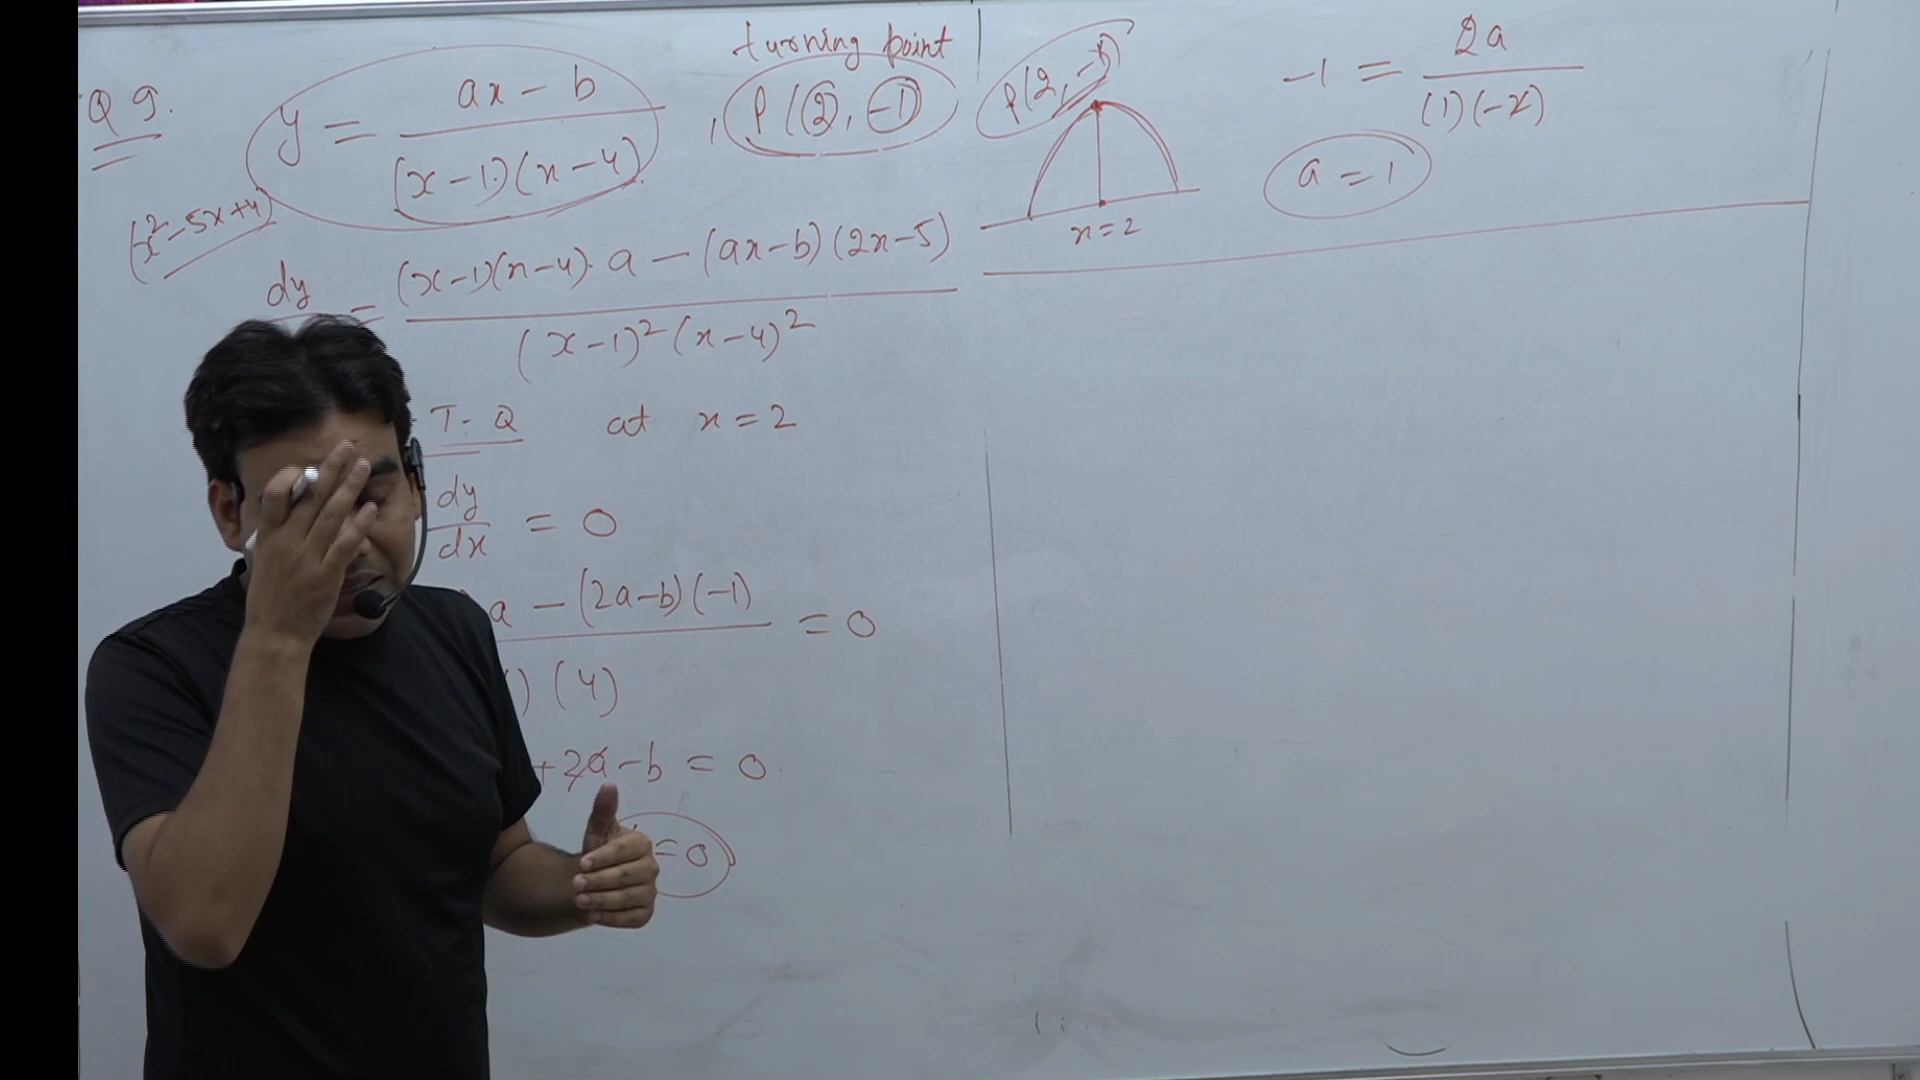 turning point
Q 9. y = (ax - b) / ((x-1)(x-4)) , P(2, -1)
(x² - 5x + 4)
dy = ((x-1)(x-4) · a - (ax-b)(2x-5)) / ((x-1)²(x-4)²)
T. Q at x = 2
dy/dx = 0
a - (2a-b)(-1) = 0
) (4)
+ 2a - b = 0
= 0
P(2, -1)
x = 2
-1 = 2a / ((1)(-2))
a = 1